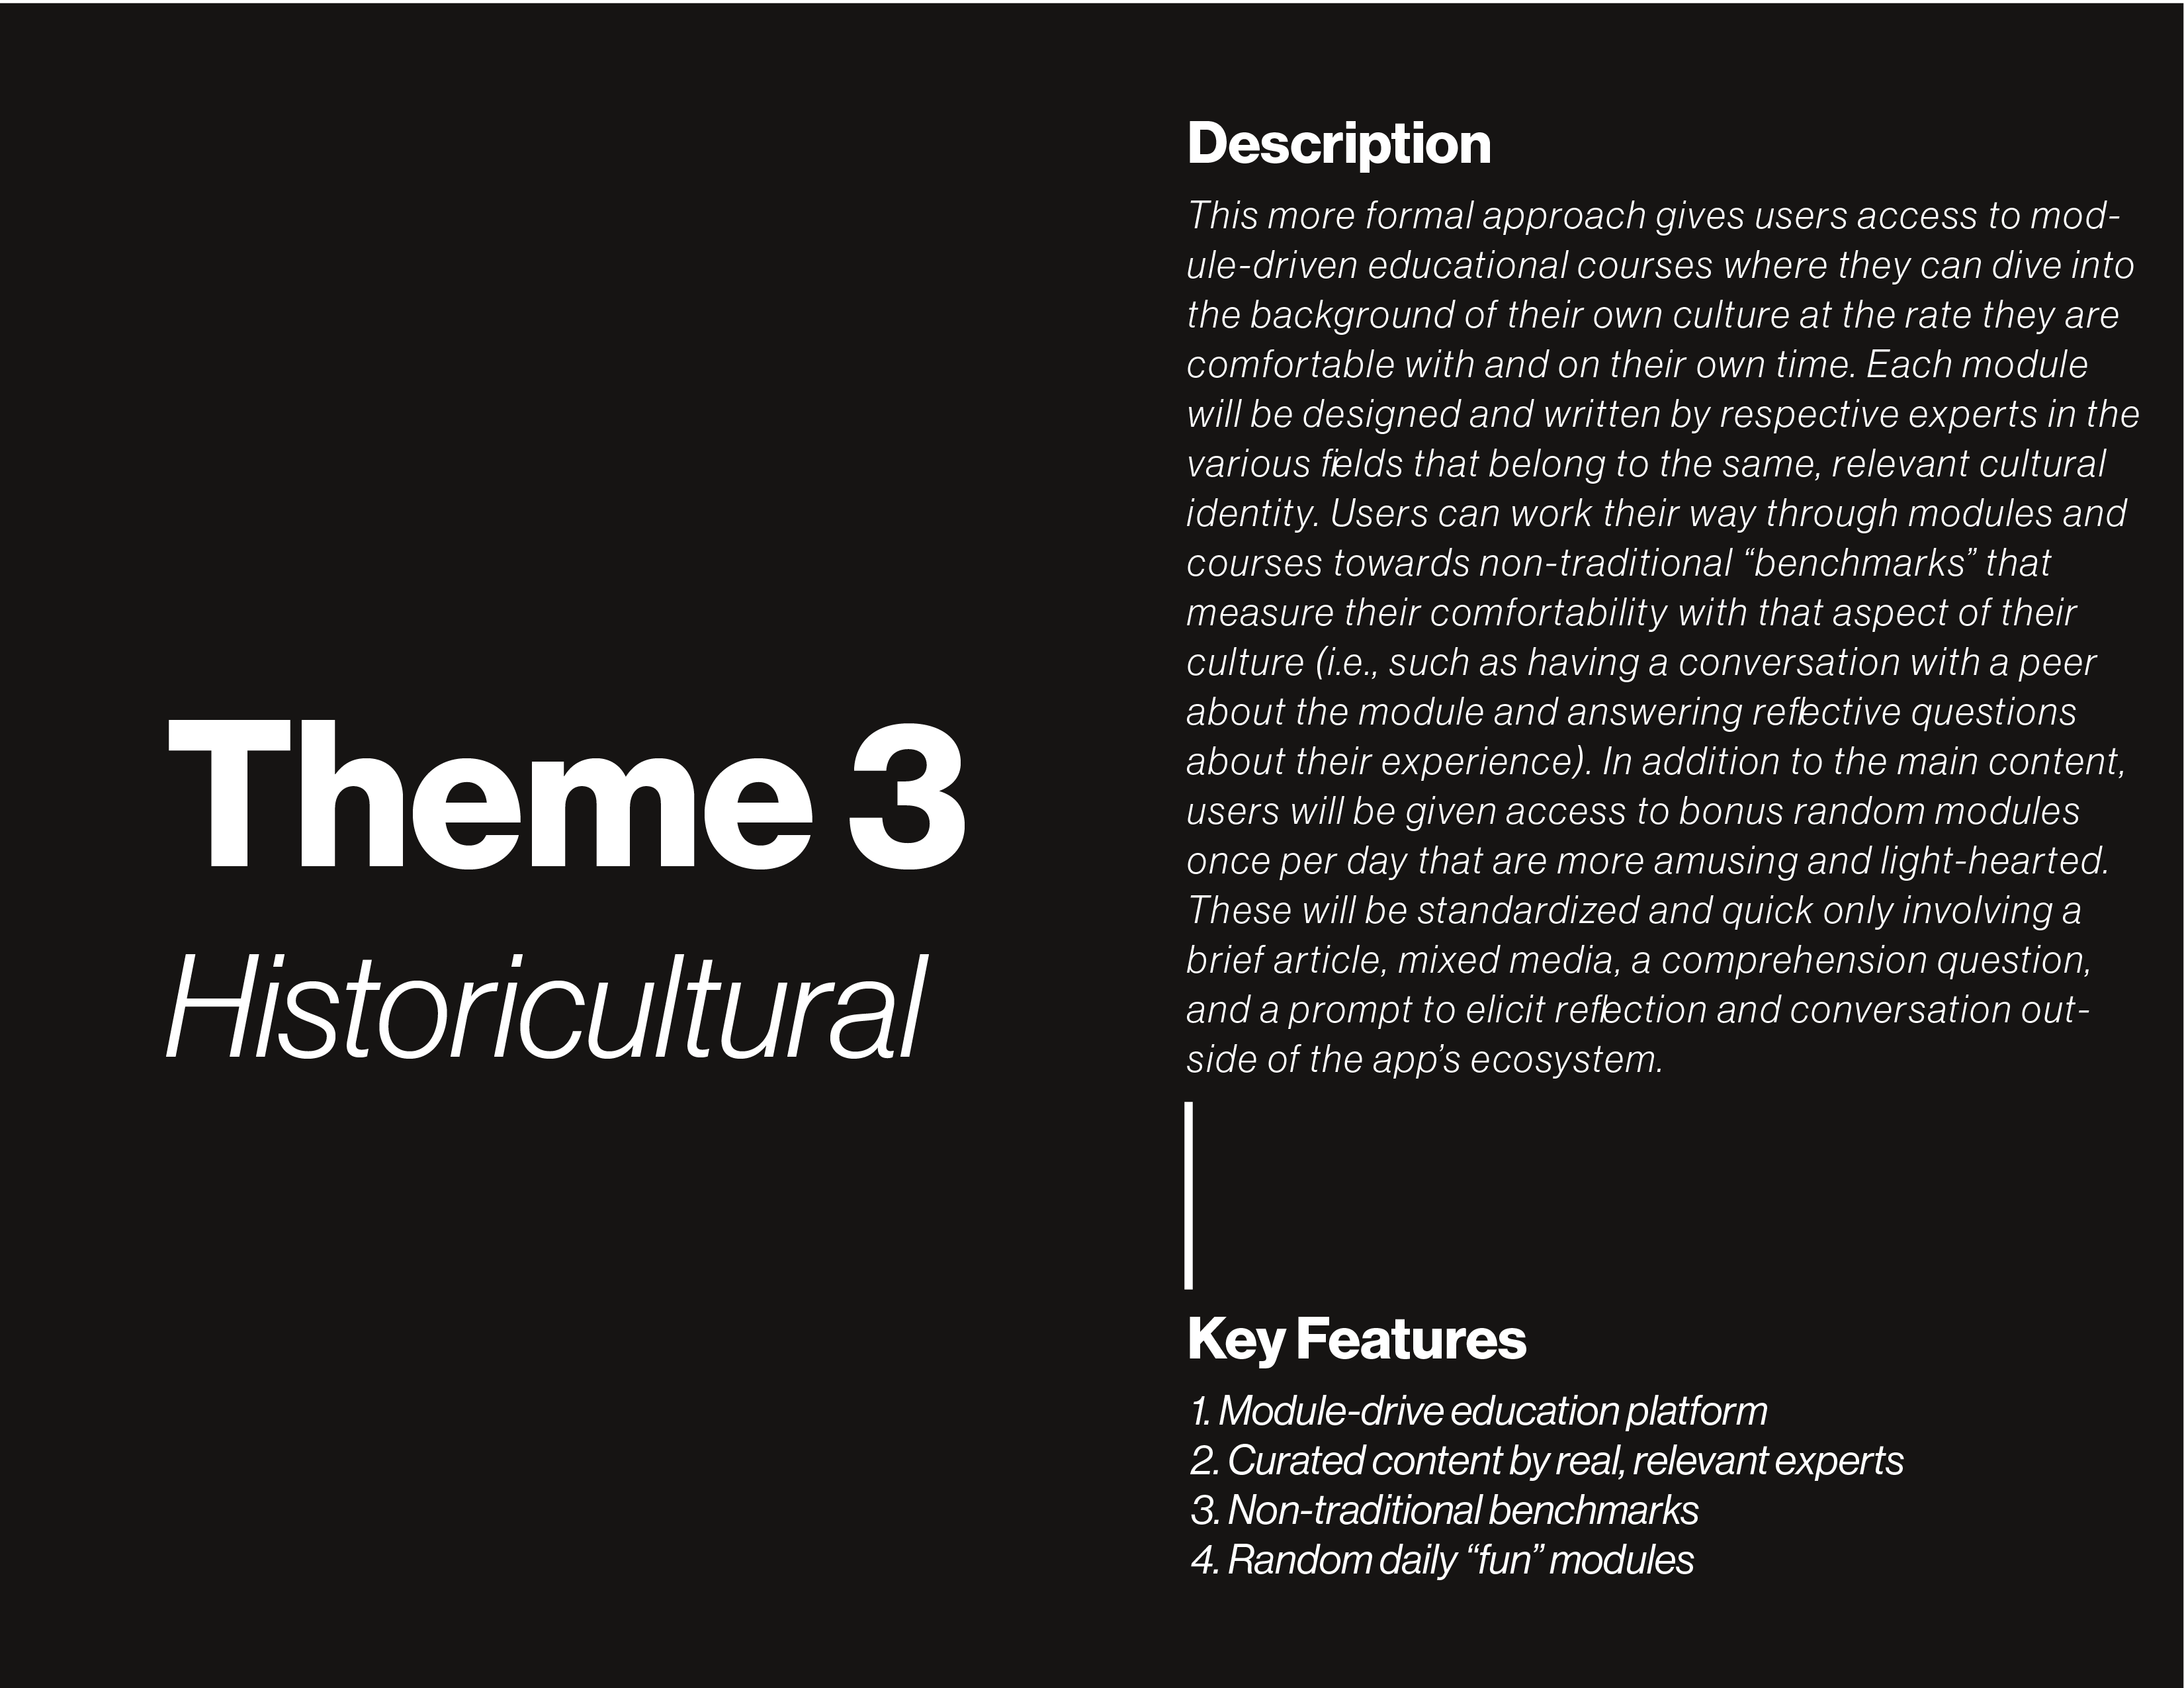 Theme 3
Historicultural
Description
This more formal approach gives users access to mod-
ule-driven educational courses where they can dive into
the background of their own culture at the rate they are
comfortable with and on their own time. Each module
will be designed and written by respective experts in the
various fields that belong to the same, relevant cultural
identity. Users can work their way through modules and
courses towards non-traditional “benchmarks” that
measure their comfortability with that aspect of their
culture (i.e., such as having a conversation with a peer
about the module and answering reflective questions
about their experience). In addition to the main content,
users will be given access to bonus random modules
once per day that are more amusing and light-hearted.
These will be standardized and quick only involving a
brief article, mixed media, a comprehension question,
and a prompt to elicit reflection and conversation out-
side of the app’s ecosystem.
Key Features
1. Module-drive education platform
2. Curated content by real, relevant experts
3. Non-traditional benchmarks
4. Random daily “fun” modules